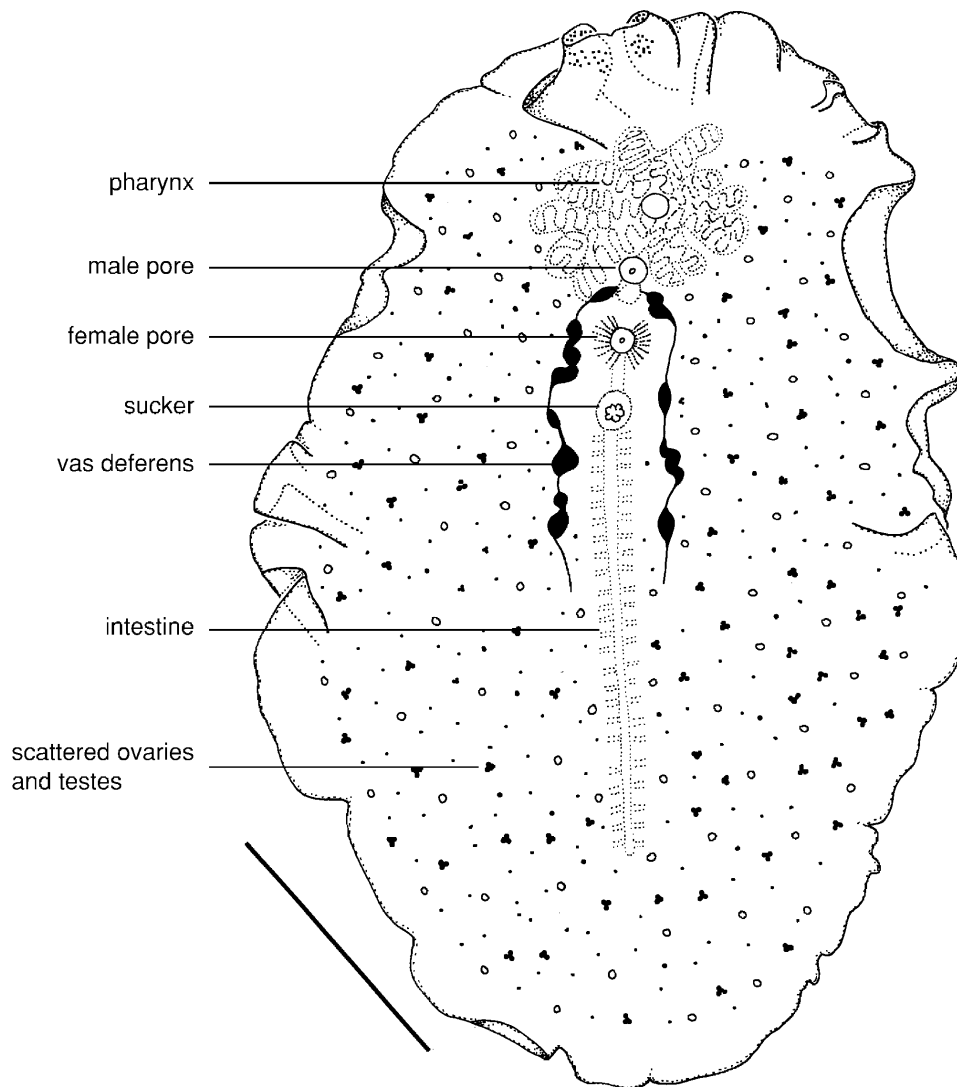 pharynx
male pore
female pore
sucker
vas deferens
intestine
scattered ovaries
and testes